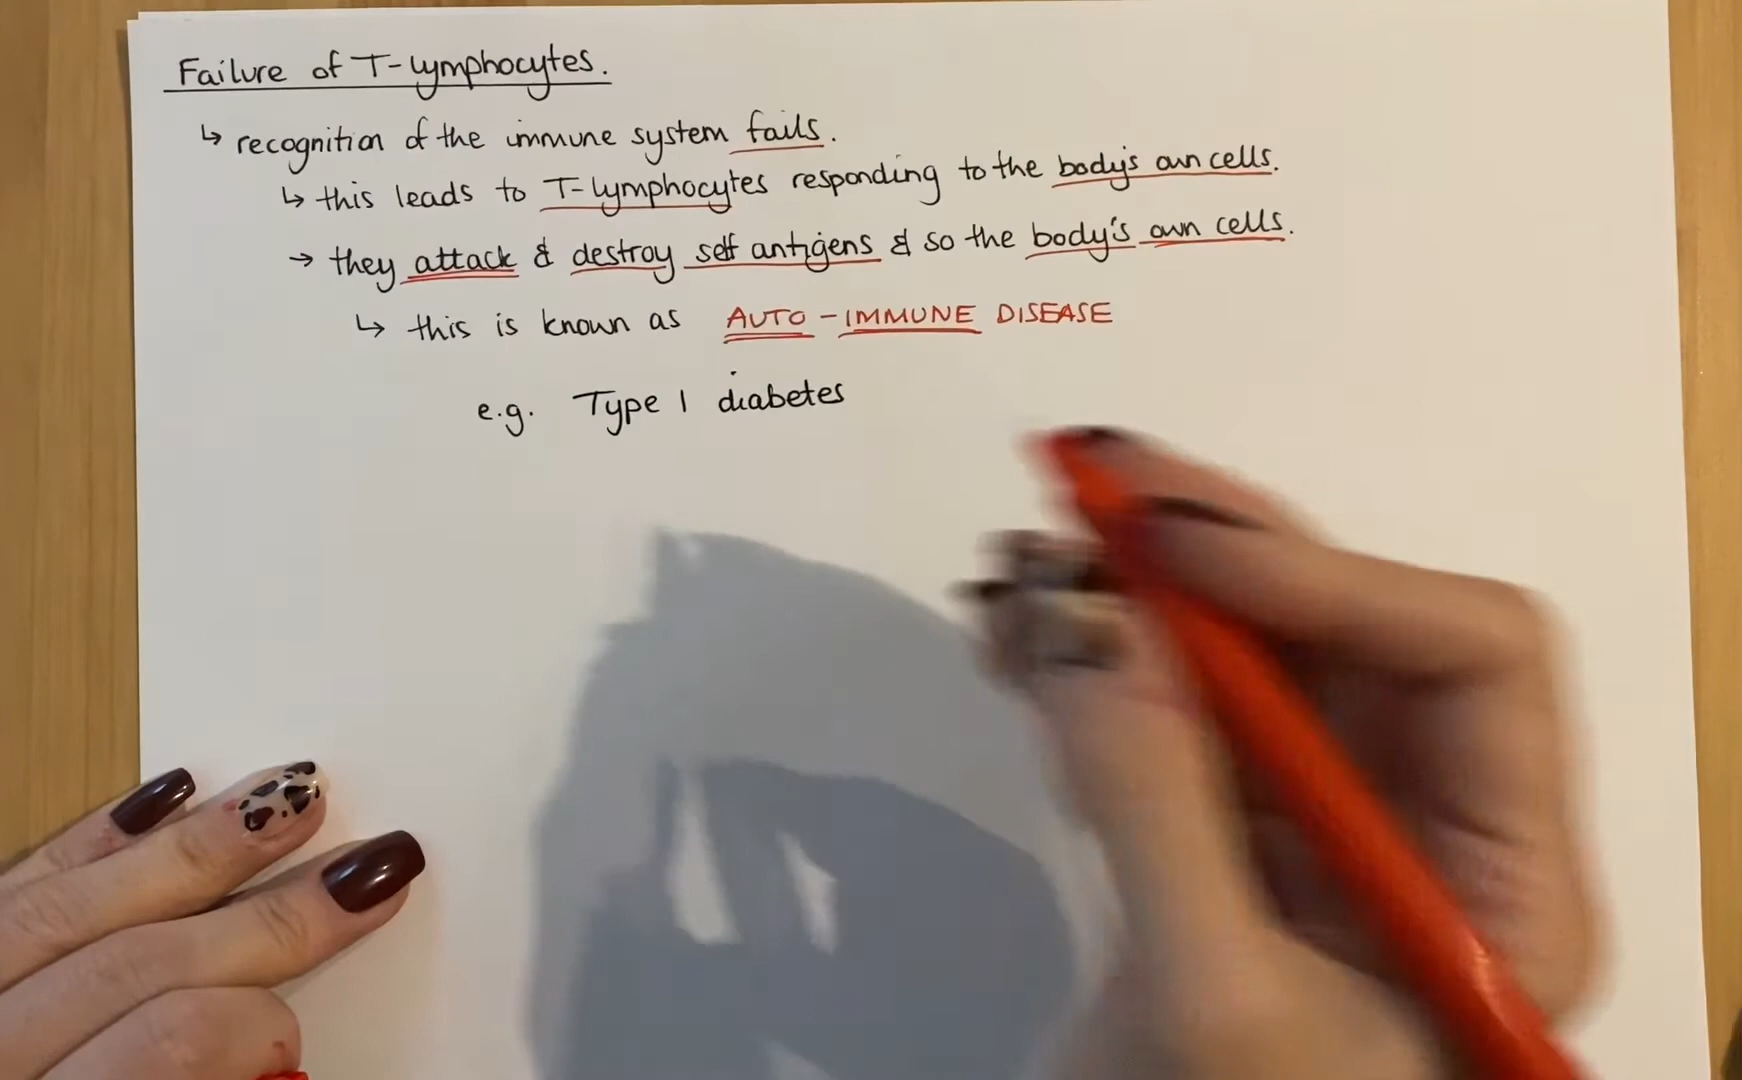 Failure of T-lymphocytes.
↳ recognition of the immune system fails.
↳ this leads to T-lymphocytes responding to the body's own cells.
→ they attack & destroy self antigens & so the body's own cells.
↳ this is known as AUTO-IMMUNE DISEASE
e.g. Type 1 diabetes